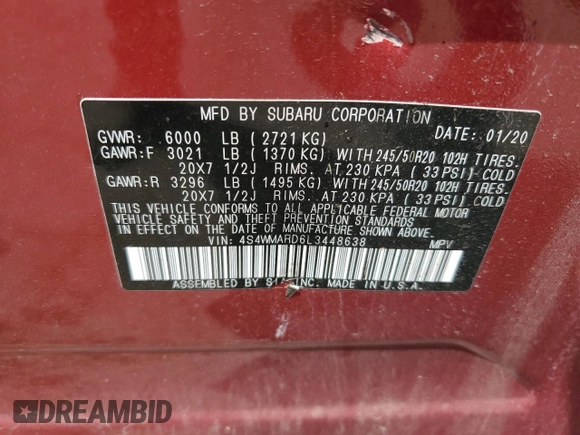 MFD BY SUBARU CORPORATION
GVWR: 6000 LB ( 2721 KG) DATE: 01/20
GAWR:F 3021 LB ( 1370 KG) WITH 245/50R20 102H TIRES.
20X7 1/2J RIMS. AT 230 KPA ( 33 PSI) COLD
GAWR:R 3296 LB ( 1495 KG) WITH 245/50R20 102H TIRES.
20X7 1/2J RIMS. AT 230 KPA ( 33 PSI) COLD
THIS VEHICLE CONFORMS TO ALL APPLICABLE FEDERAL MOTOR
VEHICLE SAFETY AND THEFT PREVENTION STANDARDS
IN EFFECT ON THE DATE OF MANUFACTURE SHOWN ABOVE.
VIN: 4S4WMARD6L3448638 MPV
ASSEMBLED BY INC. MADE IN U.S.A.
DREAMBID